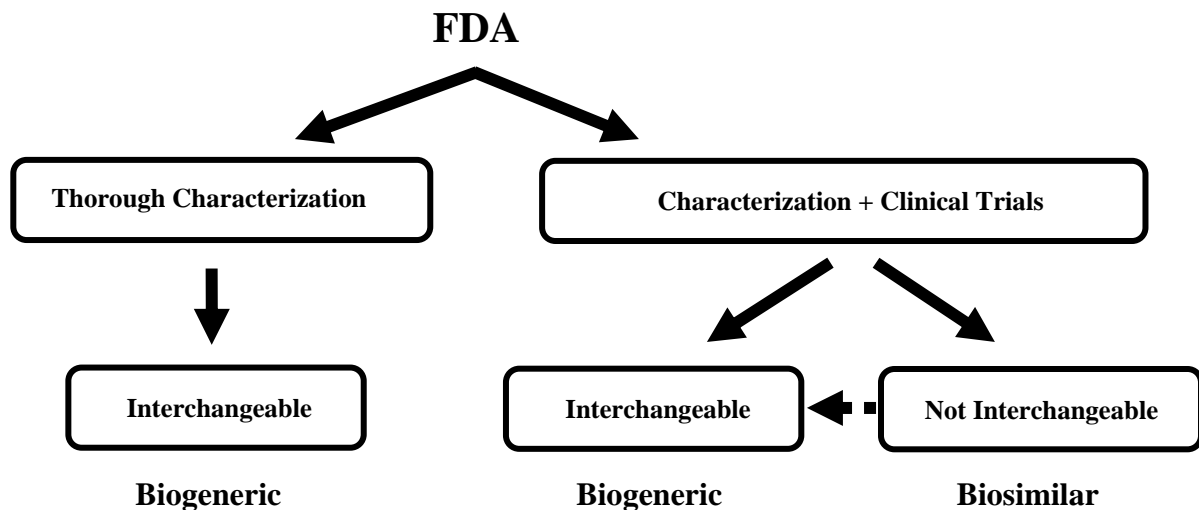 FDA
Thorough Characterization
Characterization + Clinical Trials
Interchangeable
Interchangeable
Not Interchangeable
Biogeneric
Biogeneric
Biosimilar